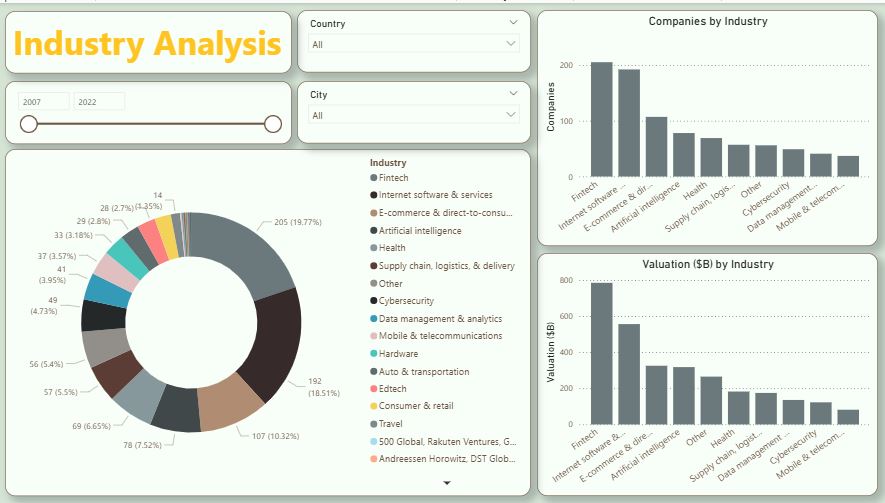 Industry Analysis
Country
All
2007
2022
City
All
Industry
Fintech
Internet software & services
E-commerce & direct-to-consu...
Artificial intelligence
Health
Supply chain, logistics, & delivery
Other
Cybersecurity
Data management & analytics
Mobile & telecommunications
Hardware
Auto & transportation
Edtech
Consumer & retail
Travel
500 Global, Rakuten Ventures, G...
Andreessen Horowitz, DST Glob...
205 (19.77%)
192
(18.51%)
107 (10.32%)
78 (7.52%)
69 (6.65%)
57 (5.5%)
56 (5.4%)
49
(4.73%)
41
(3.95%)
37 (3.57%)
33 (3.18%)
29 (2.8%)
28 (2.7%)
14
(1.35%)
Companies by Industry
Companies
200
100
0
Fintech
Internet software ...
E-commerce & dir...
Artificial intelligence
Health
Supply chain, logis...
Other
Cybersecurity
Data management...
Mobile & telecom...
Valuation ($B) by Industry
Valuation ($B)
800
600
400
200
0
Fintech
Internet software &...
E-commerce & dire...
Artificial intelligence
Other
Health
Supply chain, logist...
Data management ...
Cybersecurity
Mobile & telecom...